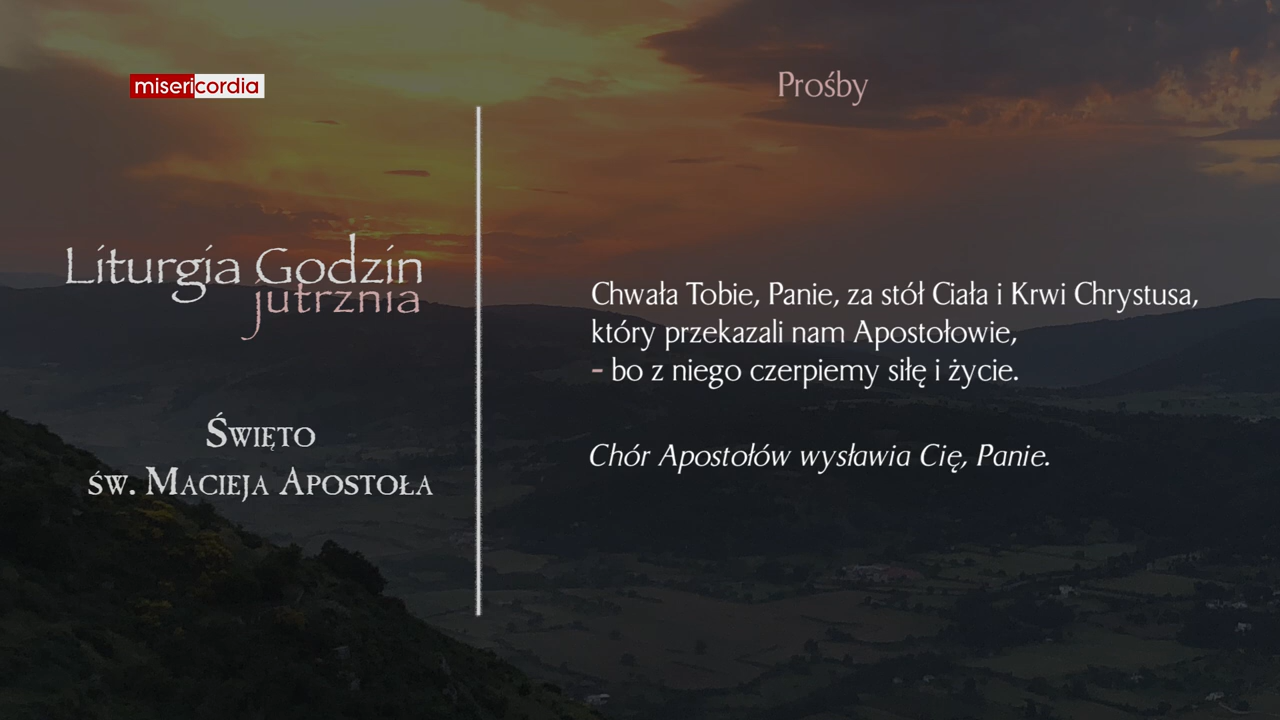 misericordia
Liturgia Godzin
jutrznia
Święto
św. Macieja Apostoła
Prośby
Chwała Tobie, Panie, za stół Ciała i Krwi Chrystusa,
który przekazali nam Apostołowie,
- bo z niego czerpiemy siłę i życie.
Chór Apostołów wysławia Cię, Panie.